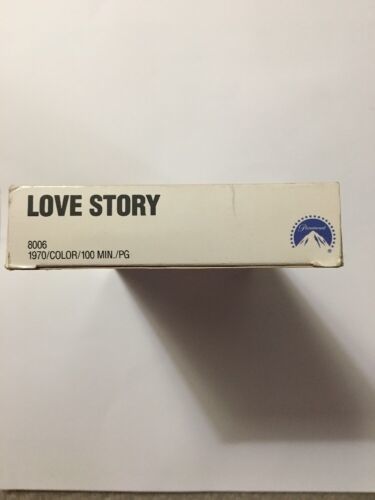 LOVE STORY
8006
1970/COLOR/100 MIN./PG
Paramount
®